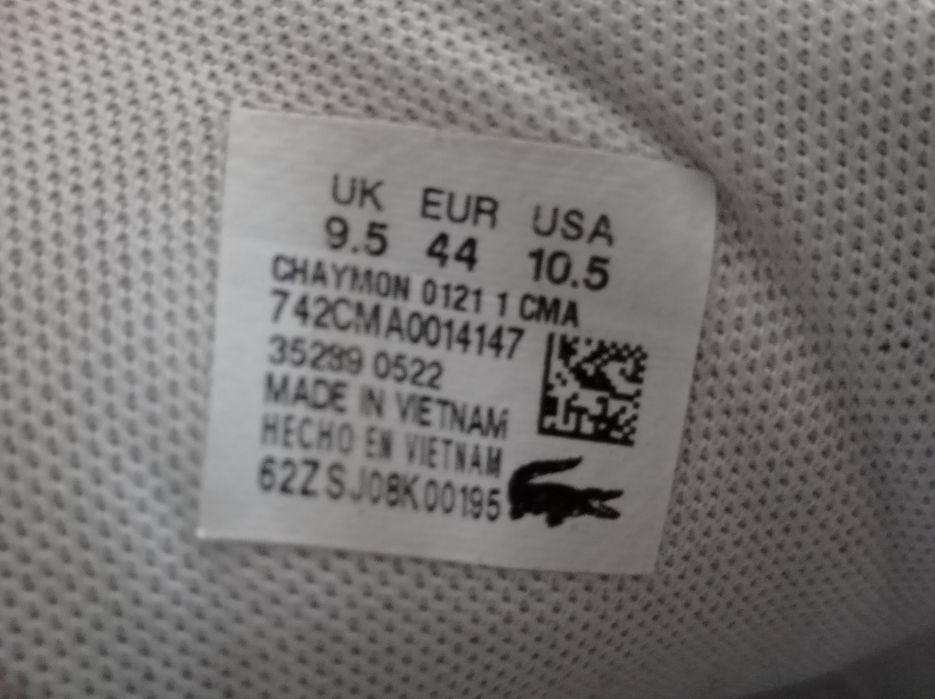 UK EUR USA
9.5 44 10.5
CHAYMON 0121 1 CMA
742CMA0014147
35289 0522
MADE IN VIETNAM
HECHO EN VIETNAM
62ZSJ08K00195